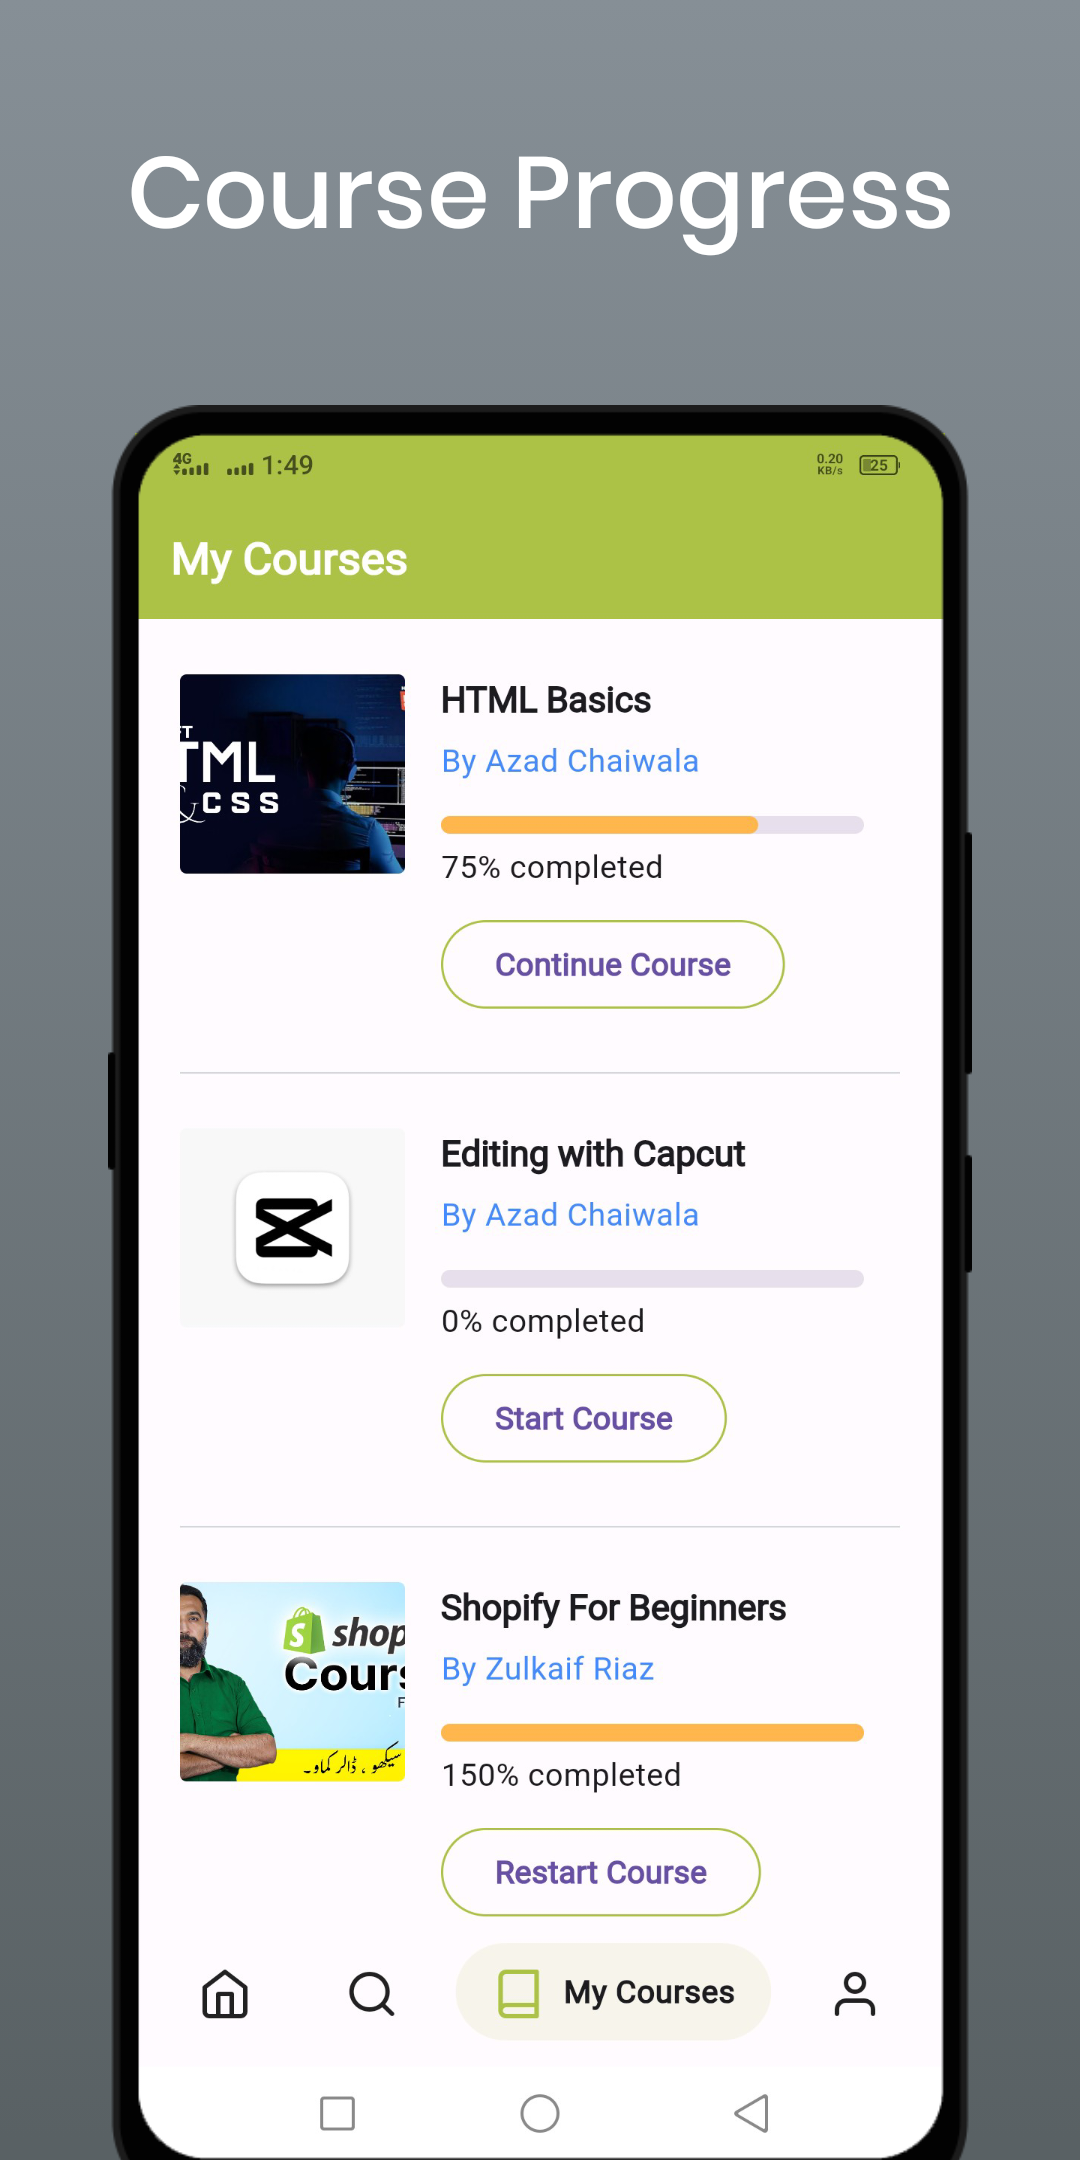 Course Progress
4G
1:49
0.20
KB/s
25
My Courses
TML
& CSS
HTML Basics
By Azad Chaiwala
75% completed
Continue Course
Editing with Capcut
By Azad Chaiwala
0% completed
Start Course
shop
Cours
F
سیکھو ، ڈالر کماو۔
Shopify For Beginners
By Zulkaif Riaz
150% completed
Restart Course
My Courses